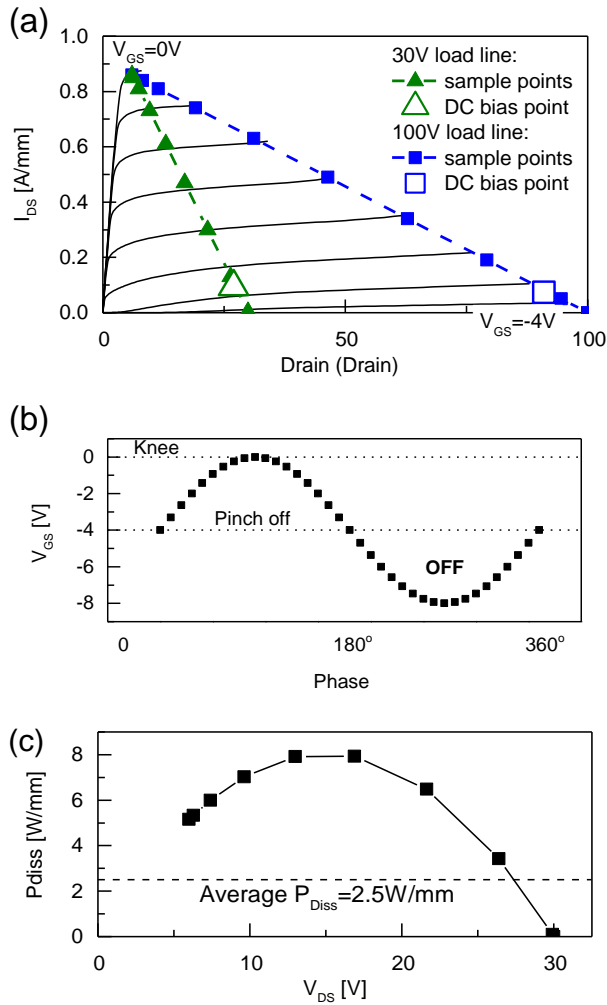 (a)
1.0
0.8
0.6
0.4
0.2
0.0
I_DS [A/mm]
V_GS=0V
30V load line:
sample points
DC bias point
100V load line:
sample points
DC bias point
V_GS=-4V
0
50
100
Drain (Drain)
(b)
0
-2
-4
-6
-8
V_GS [V]
Knee
Pinch off
OFF
0
180°
360°
Phase
(c)
8
6
4
2
0
Pdiss [W/mm]
Average P_Diss=2.5W/mm
0
10
20
30
V_DS [V]